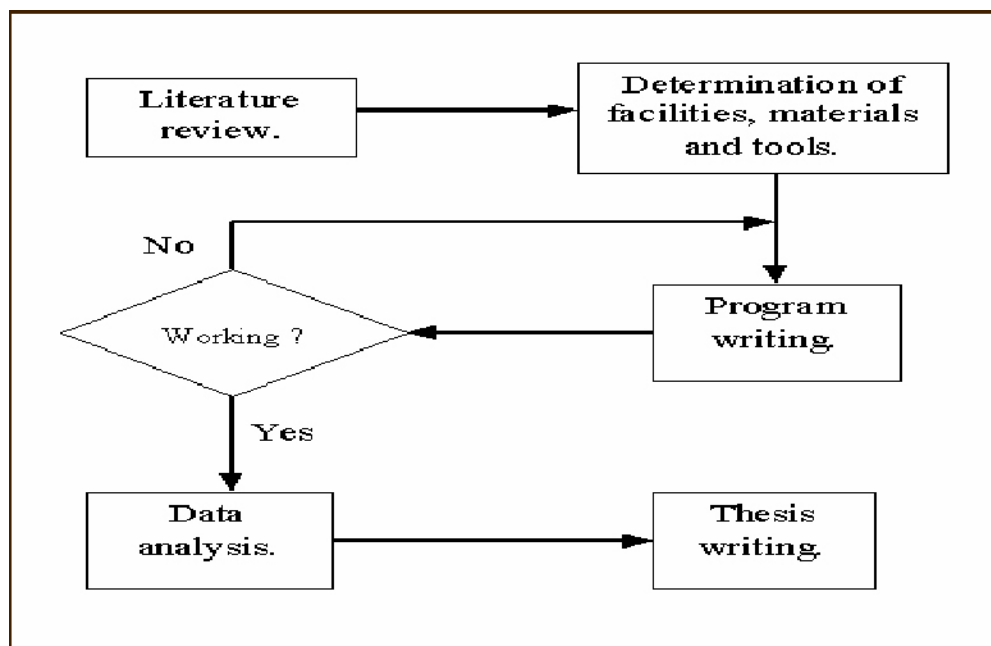 Literature
review.
Determination of
facilities, materials
and tools.
No
Program
writing.
Working ?
Yes
Data
analysis.
Thesis
writing.